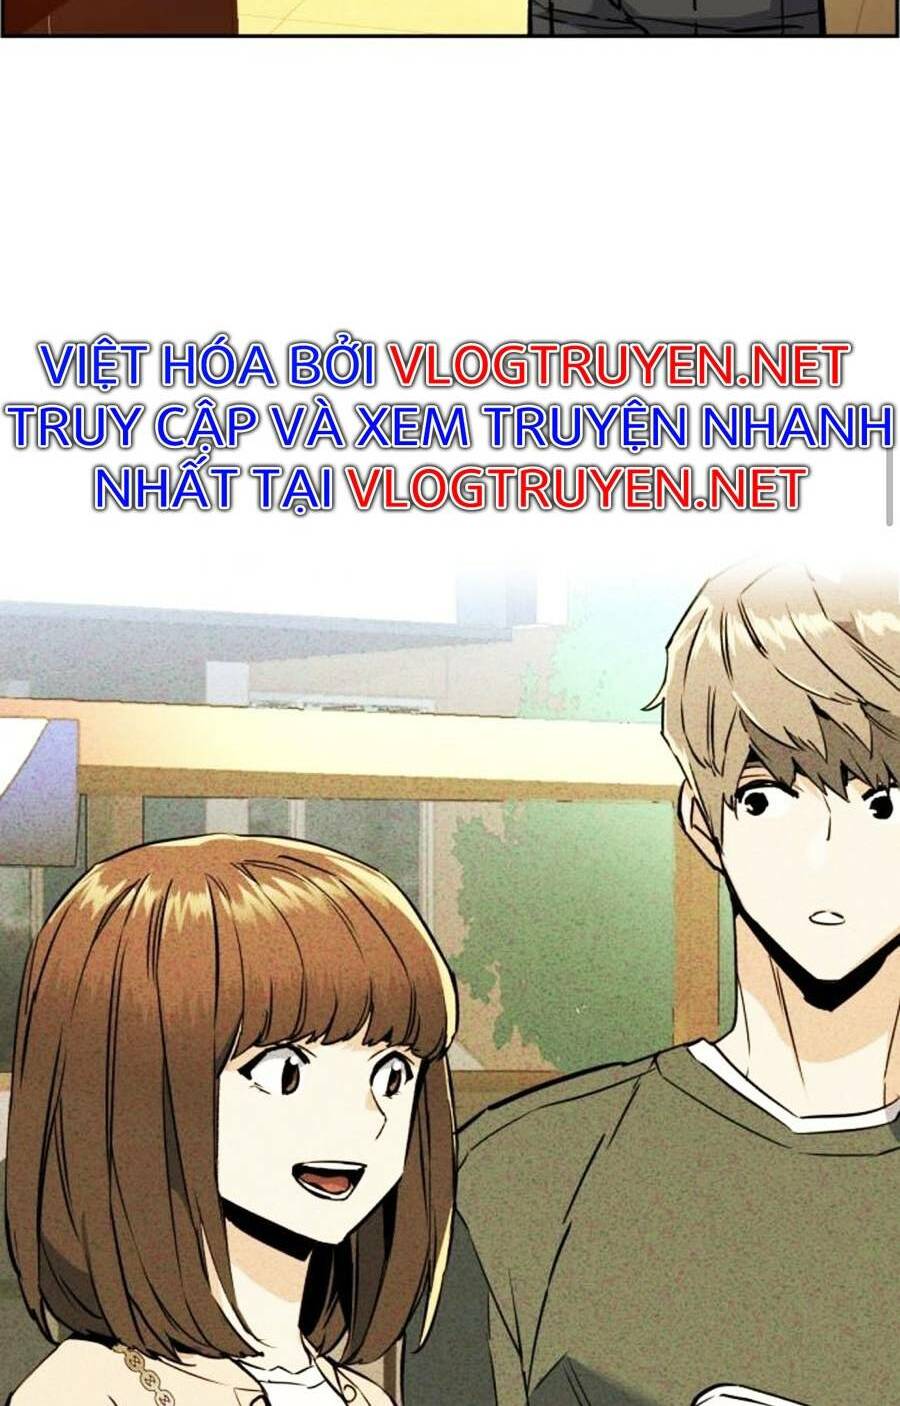 VIỆT HÓA BỞI VLOGTRUYEN.NET
TRUY CẬP VÀ XEM TRUYỆN NHANH
NHẤT TẠI VLOGTRUYEN.NET